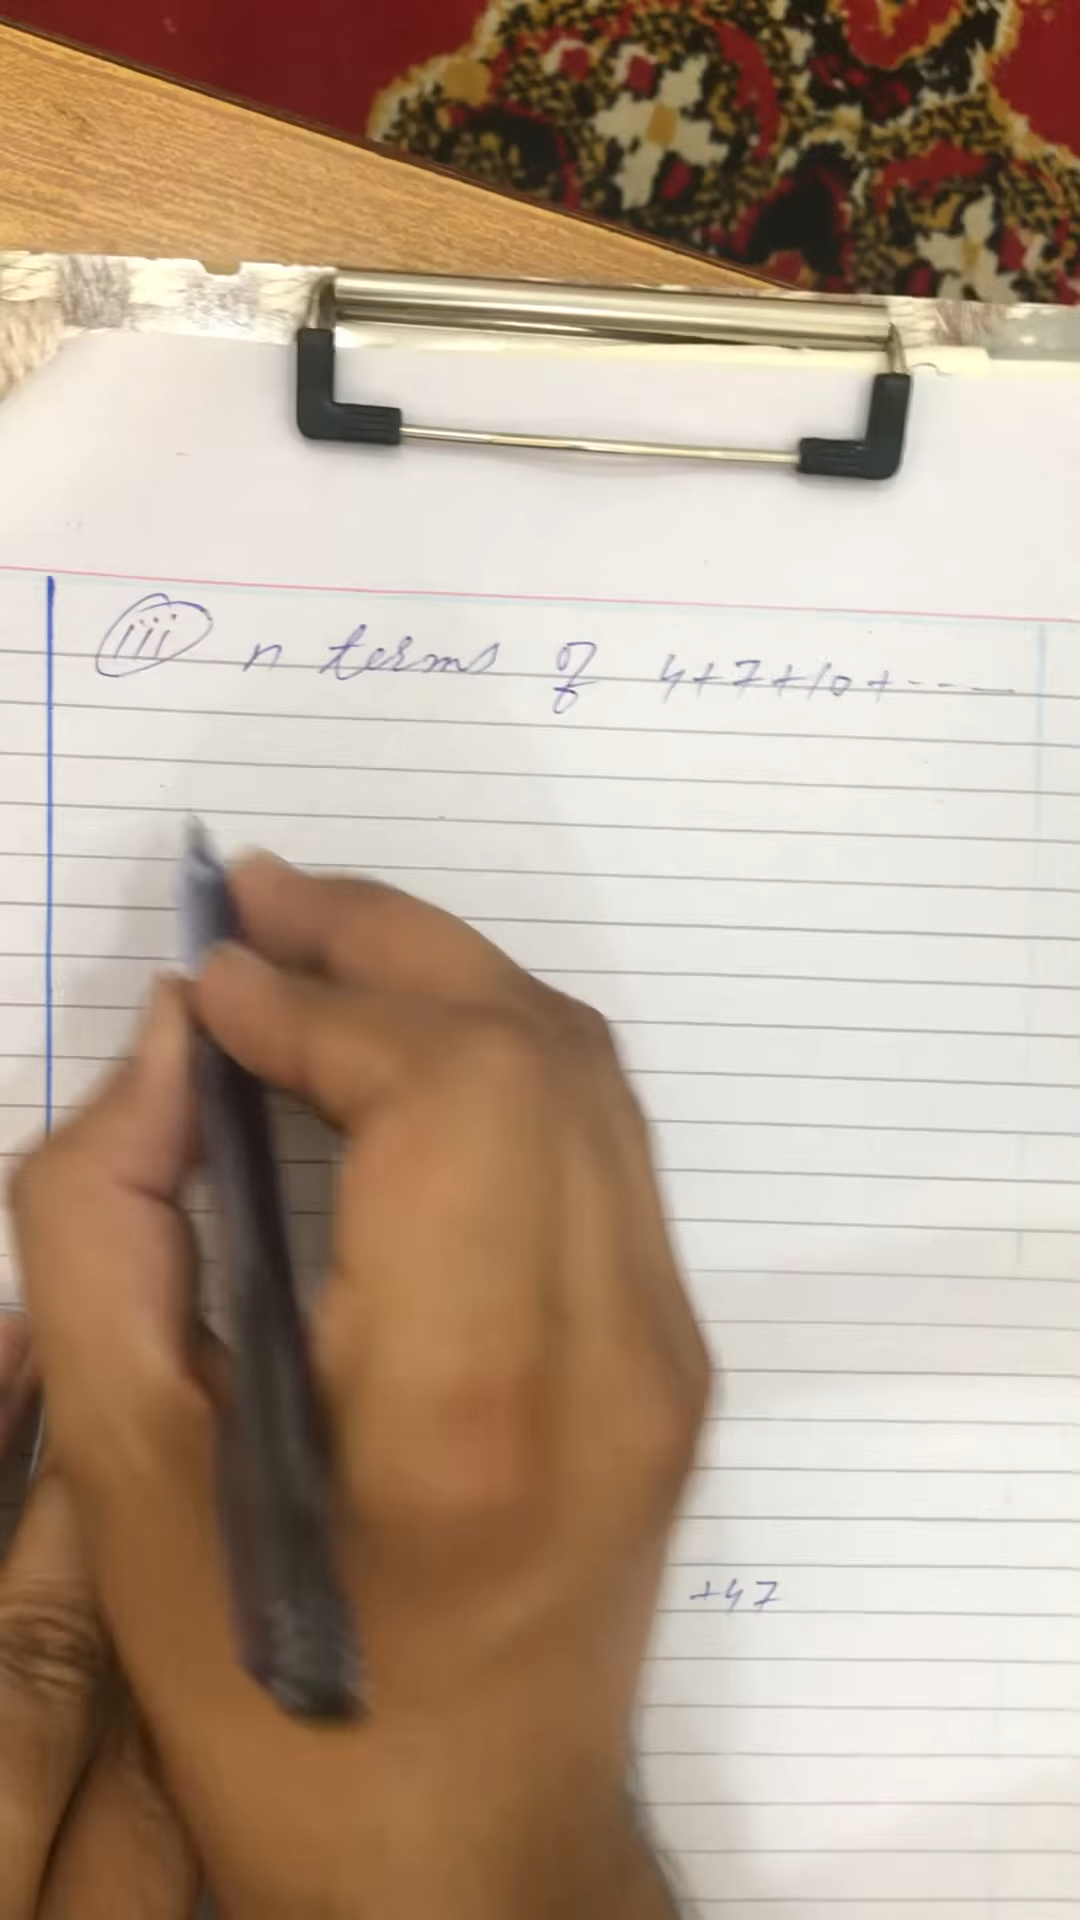 iii n terms of 4+7+10+----
+47